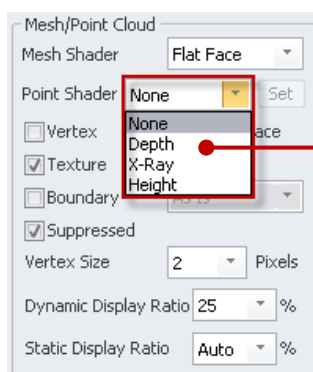 Mesh/Point Cloud
Mesh Shader Flat Face
Point Shader None Set
None
Depth
X-Ray
Height
Vertex ace
Texture
Boundary
Suppressed
Vertex Size 2 Pixels
Dynamic Display Ratio 25 %
Static Display Ratio Auto %